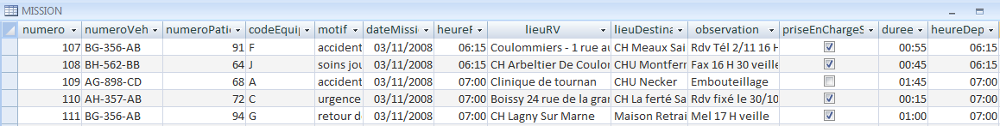 MISSION
numero numeroVeh numeroPatie codeEquip motif dateMissi heureF lieuRV lieuDestina observation priseEnChargeS duree heureDep
107 BG-356-AB 91 F accident 03/11/2008 06:15 Coulommiers - 1 rue au CH Meaux Sai Rdv Tél 2/11 16 H 00:55 06:15
108 BH-562-BB 64 J soins jou 03/11/2008 06:15 CH Arbeltier De Coulor CHU Montferr Fax 16 H 30 veille 00:45 06:15
109 AG-898-CD 68 A accident 03/11/2008 07:00 Clinique de tournan CHU Necker Embouteillage 01:45 07:00
110 AH-357-AB 72 C urgence 03/11/2008 07:00 Boissy 24 rue de la grar CH La ferté Sa Rdv fixé le 30/10 00:15 07:00
111 BG-356-AB 94 G retour d 03/11/2008 07:00 CH Lagny Sur Marne Maison Retrai Mel 17 H veille 01:00 07:00